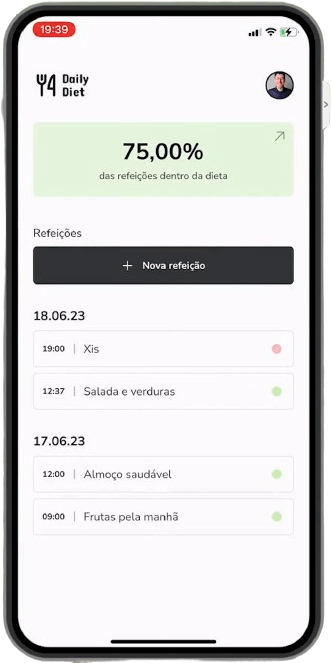 19:39
Daily
Diet
75,00%
das refeições dentro da dieta
Refeições
+ Nova refeição
18.06.23
19:00 | Xis
12:37 | Salada e verduras
17.06.23
12:00 | Almoço saudável
09:00 | Frutas pela manhã